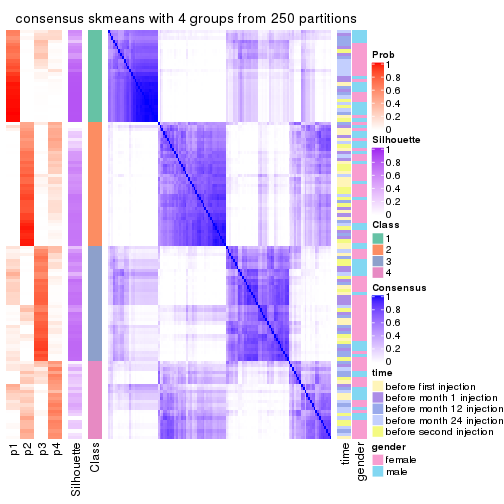 consensus skmeans with 4 groups from 250 partitions
Prob
1
0.8
0.6
0.4
0.2
0
Silhouette
1
0.8
0.6
0.4
0.2
0
Class
1
2
3
4
Consensus
1
0.8
0.6
0.4
0.2
0
time
before first injection
before month 1 injection
before month 12 injection
before month 24 injection
before second injection
gender
female
male
p1
p2
p3
p4
Silhouette
Class
time
gender